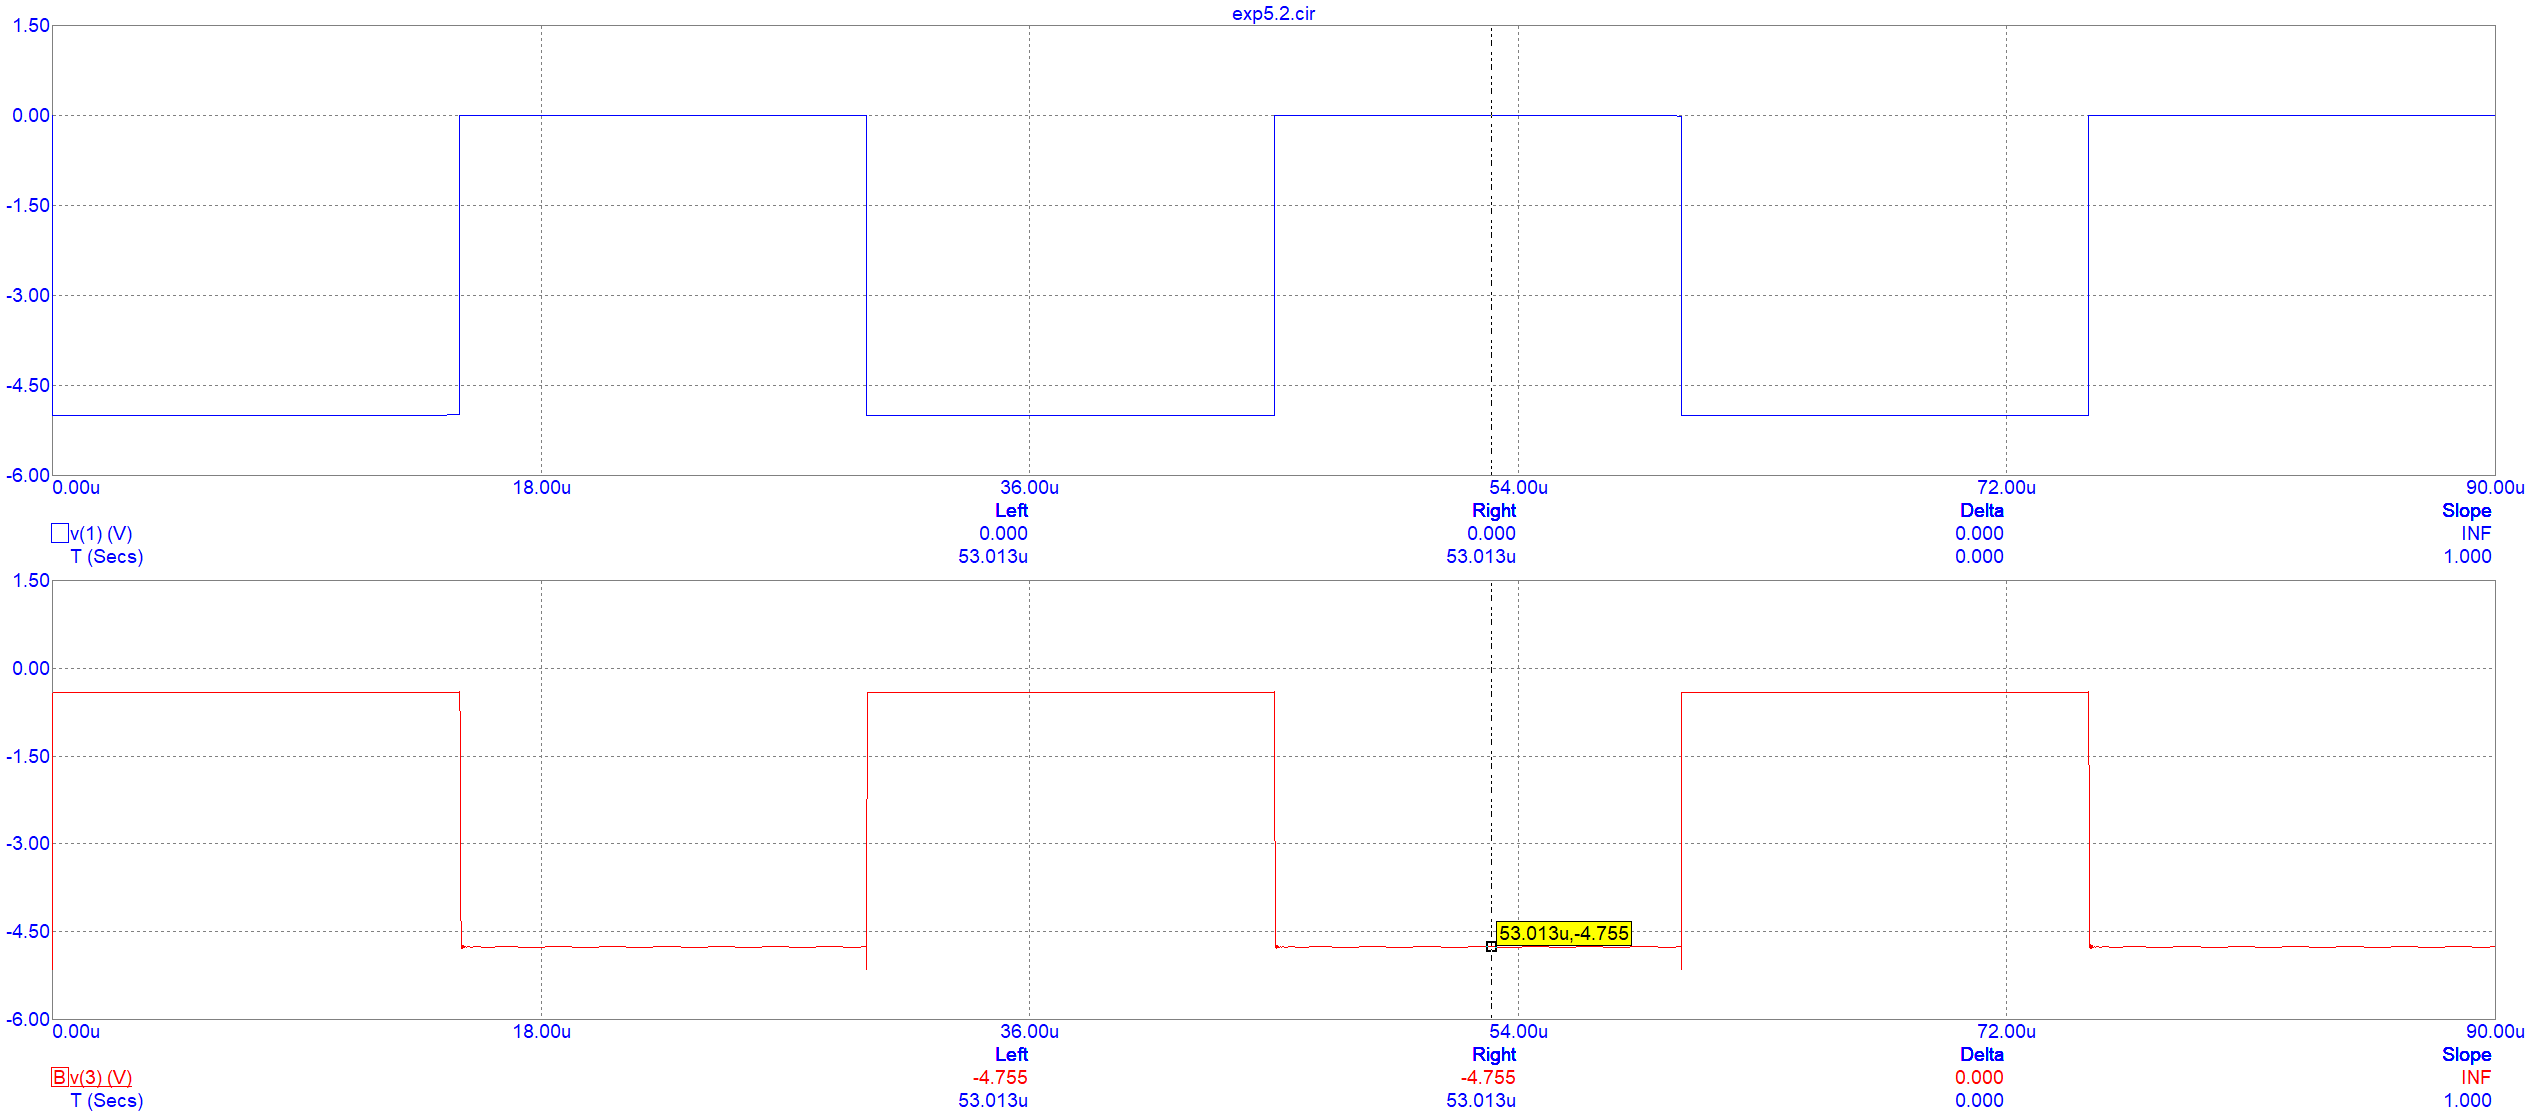 exp5.2.cir
1.50
0.00
-1.50
-3.00
-4.50
-6.00
0.00u 18.00u 36.00u 54.00u 72.00u 90.00u
Left Right Delta Slope
v(1) (V) 0.000 0.000 0.000 INF
T (Secs) 53.013u 53.013u 0.000 1.000
1.50
0.00
-1.50
-3.00
-4.50
53.013u,-4.755
-6.00
0.00u 18.00u 36.00u 54.00u 72.00u 90.00u
Left Right Delta Slope
B v(3) (V) -4.755 -4.755 0.000 INF
T (Secs) 53.013u 53.013u 0.000 1.000